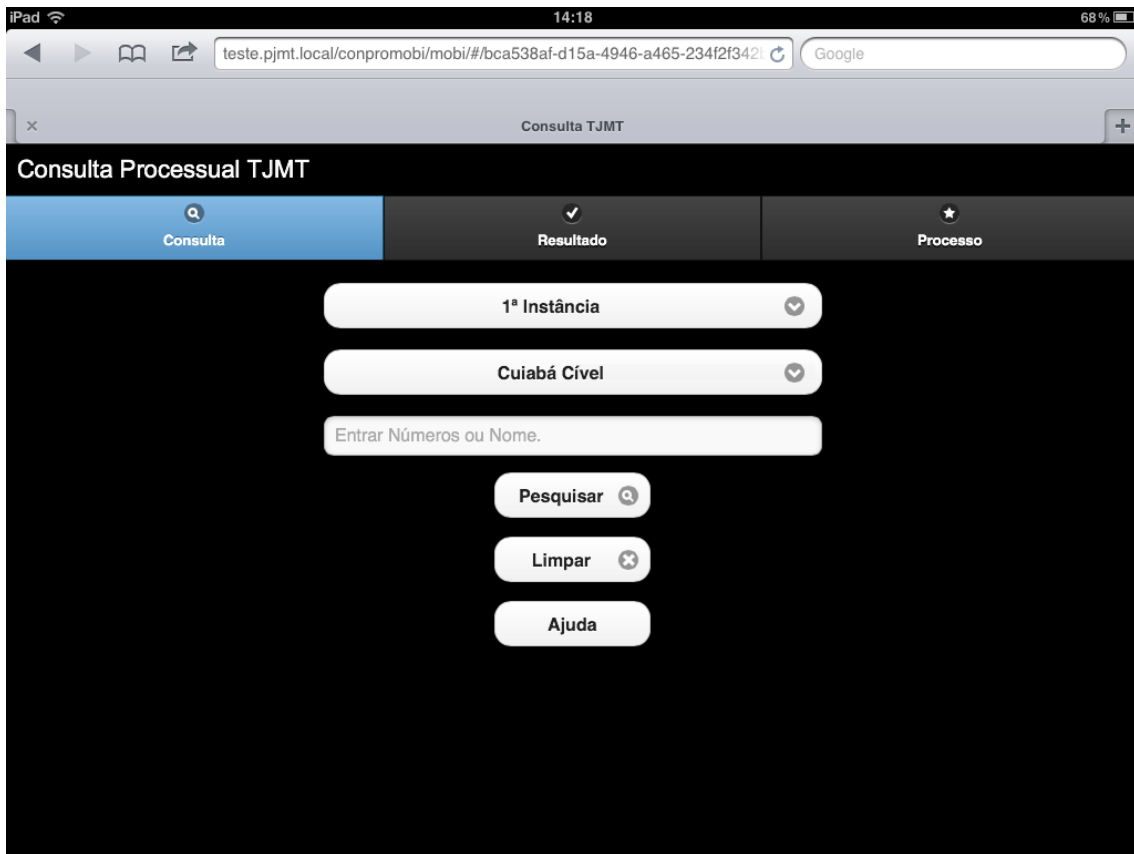 iPad 14:18 68%
teste.pjmt.local/conpromobi/mobi/#/bca538af-d15a-4946-a465-234f2f342 Google
Consulta TJMT
Consulta Processual TJMT
Consulta Resultado Processo
1ª Instância
Cuiabá Cível
Entrar Números ou Nome.
Pesquisar
Limpar
Ajuda